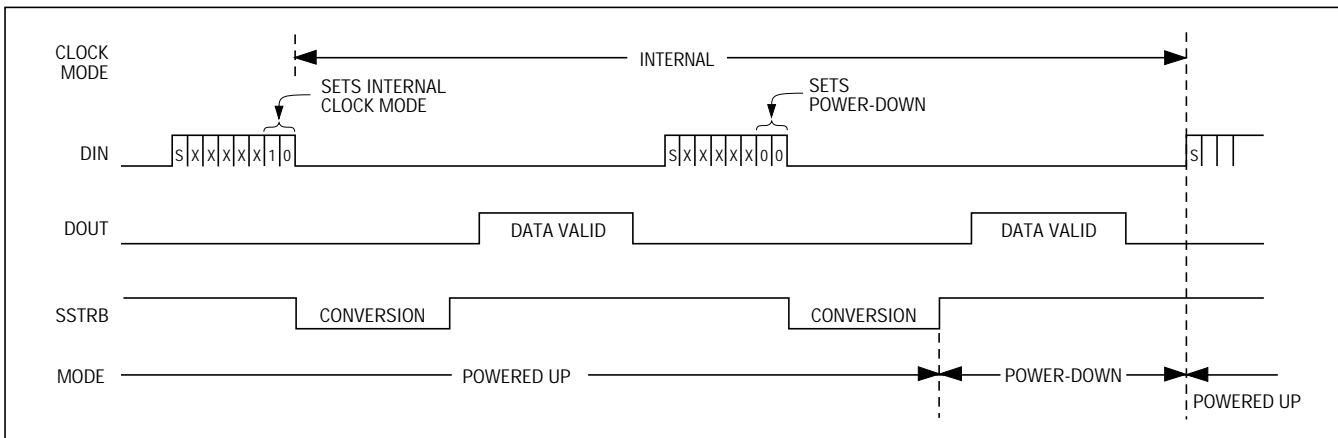 CLOCK
MODE
INTERNAL
SETS INTERNAL
CLOCK MODE
SETS
POWER-DOWN
DIN
S X X X X X 1 0
S X X X X X 0 0
S
DOUT
DATA VALID
DATA VALID
SSTRB
CONVERSION
CONVERSION
MODE
POWERED UP
POWER-DOWN
POWERED UP